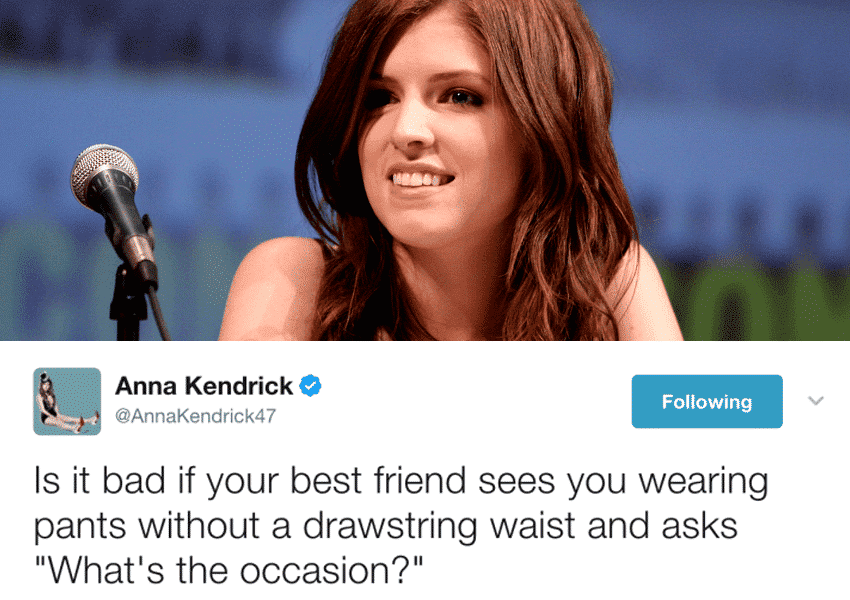 Anna Kendrick
@AnnaKendrick47
Following
Is it bad if your best friend sees you wearing
pants without a drawstring waist and asks
"What's the occasion?"